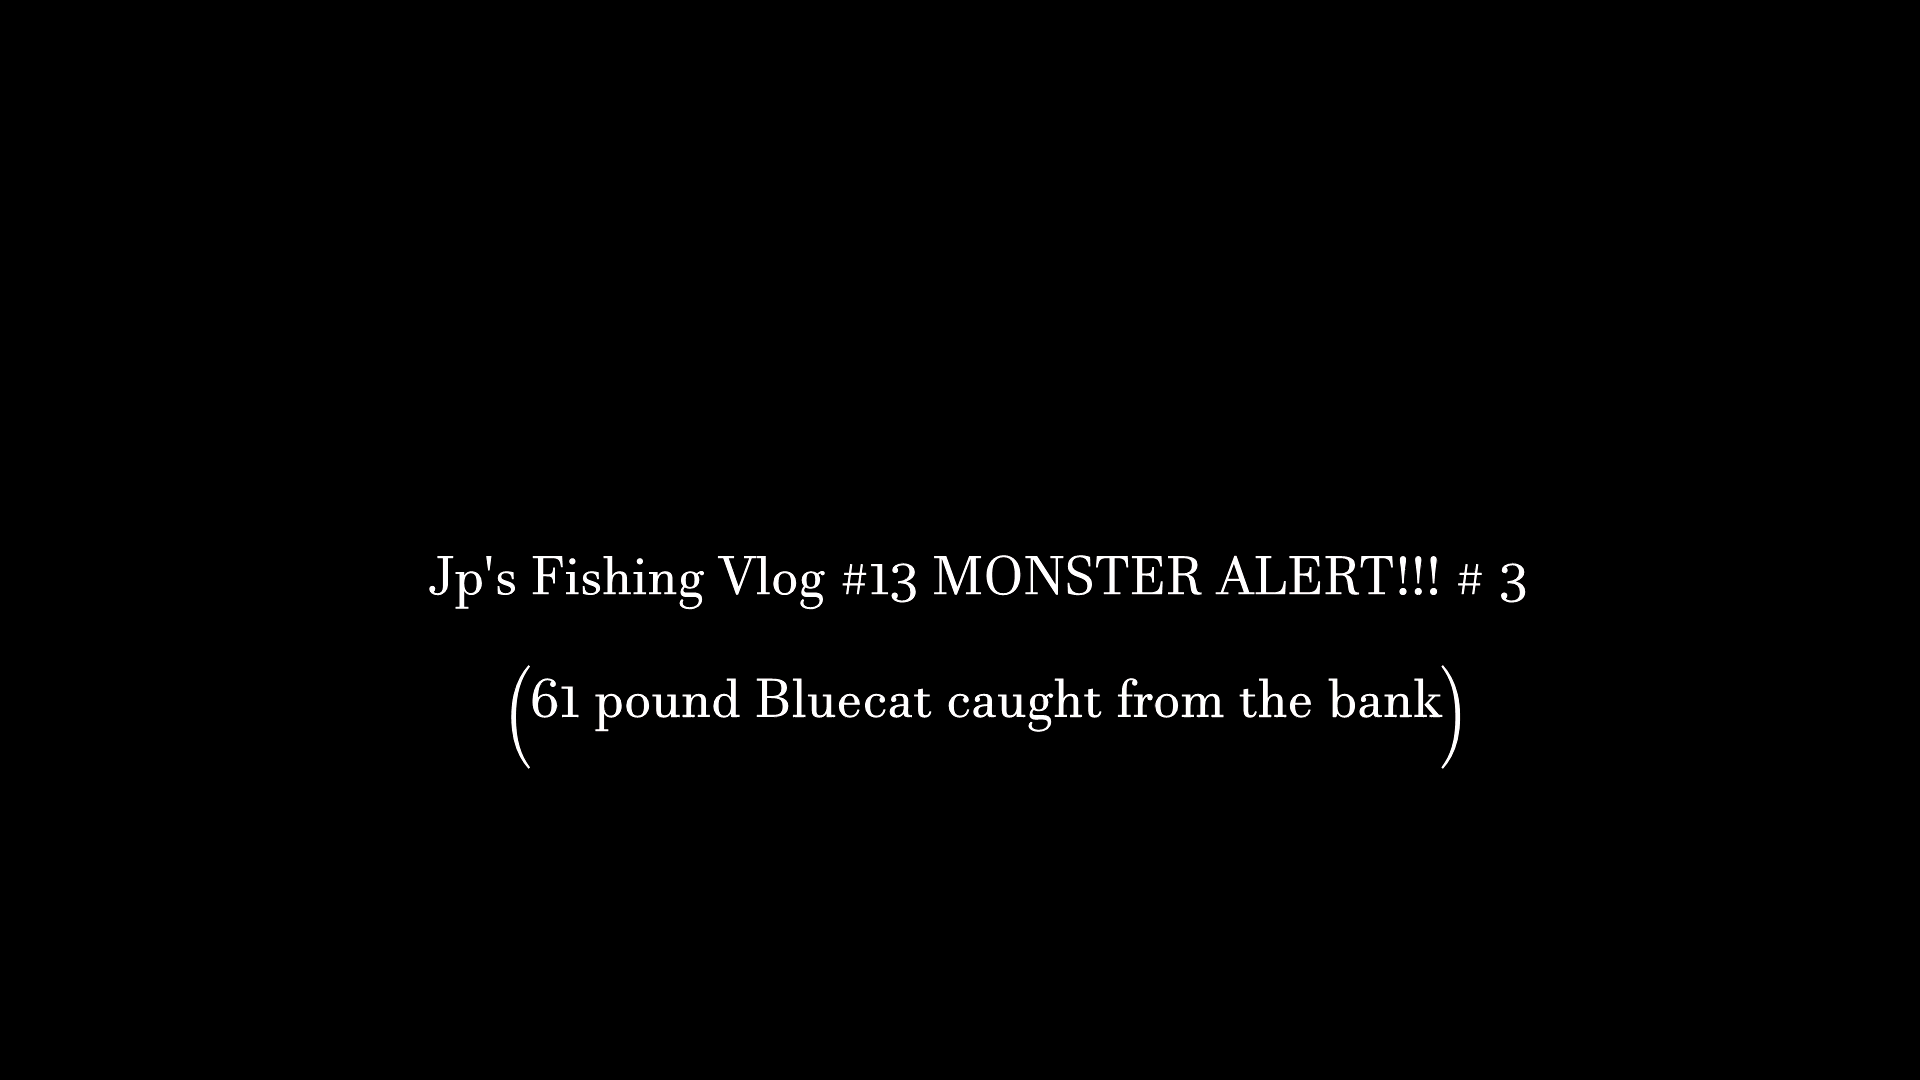 Jp's Fishing Vlog #13 MONSTER ALERT!!! # 3
(61 pound Bluecat caught from the bank)